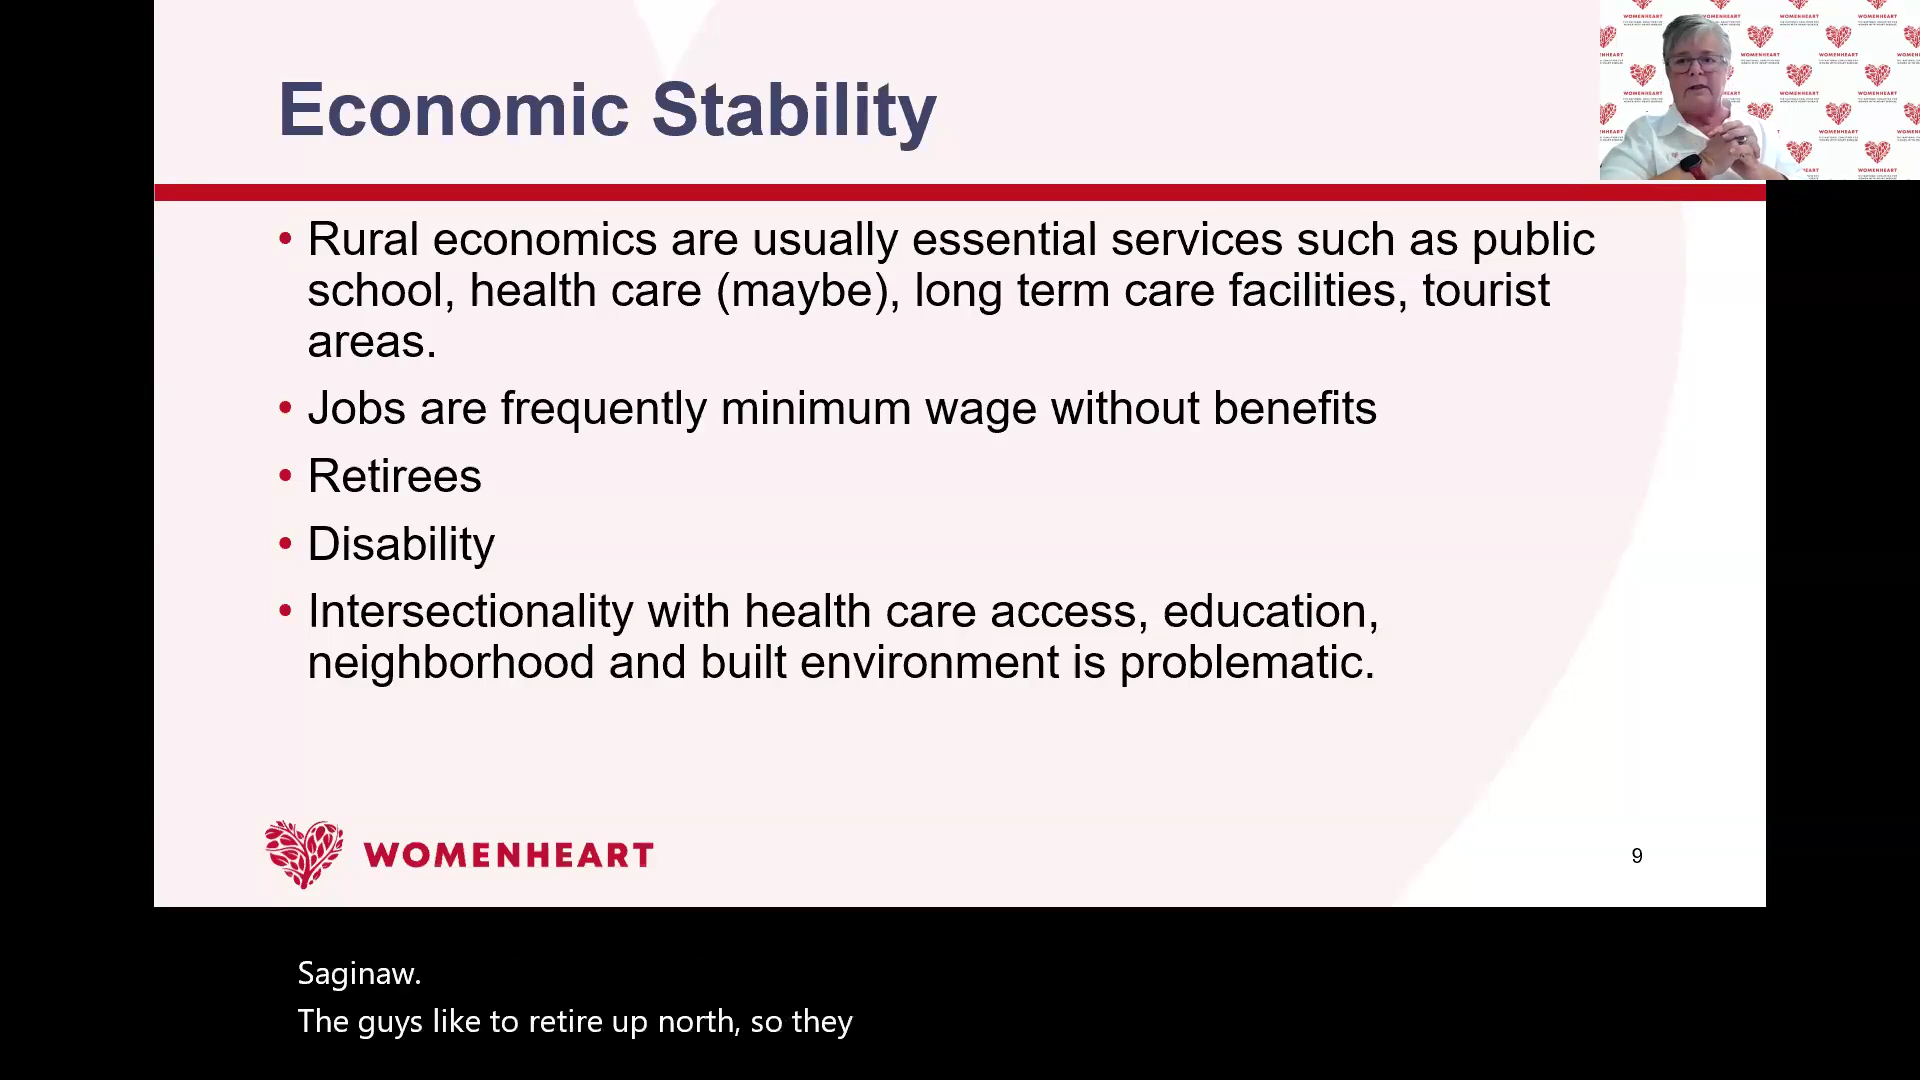 Economic Stability
• Rural economics are usually essential services such as public
school, health care (maybe), long term care facilities, tourist
areas.
• Jobs are frequently minimum wage without benefits
• Retirees
• Disability
• Intersectionality with health care access, education,
neighborhood and built environment is problematic.
WOMENHEART
9
Saginaw.
The guys like to retire up north, so they
WOMENHEART